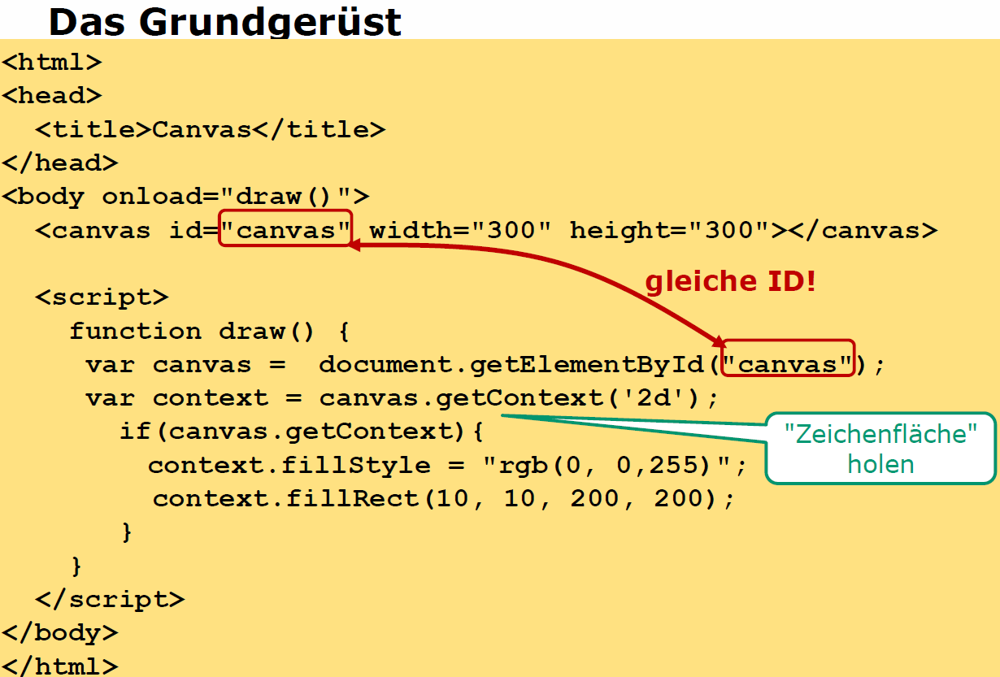 Das Grundgerüst
<html>
<head>
<title>Canvas</title>
</head>
<body onload="draw()">
<canvas id="canvas" width="300" height="300"></canvas>
gleiche ID!
<script>
function draw() {
var canvas =  document.getElementById("canvas");
var context = canvas.getContext('2d');
if(canvas.getContext){
"Zeichenfläche"
holen
context.fillStyle = "rgb(0, 0,255)";
context.fillRect(10, 10, 200, 200);
}
}
</script>
</body>
</html>